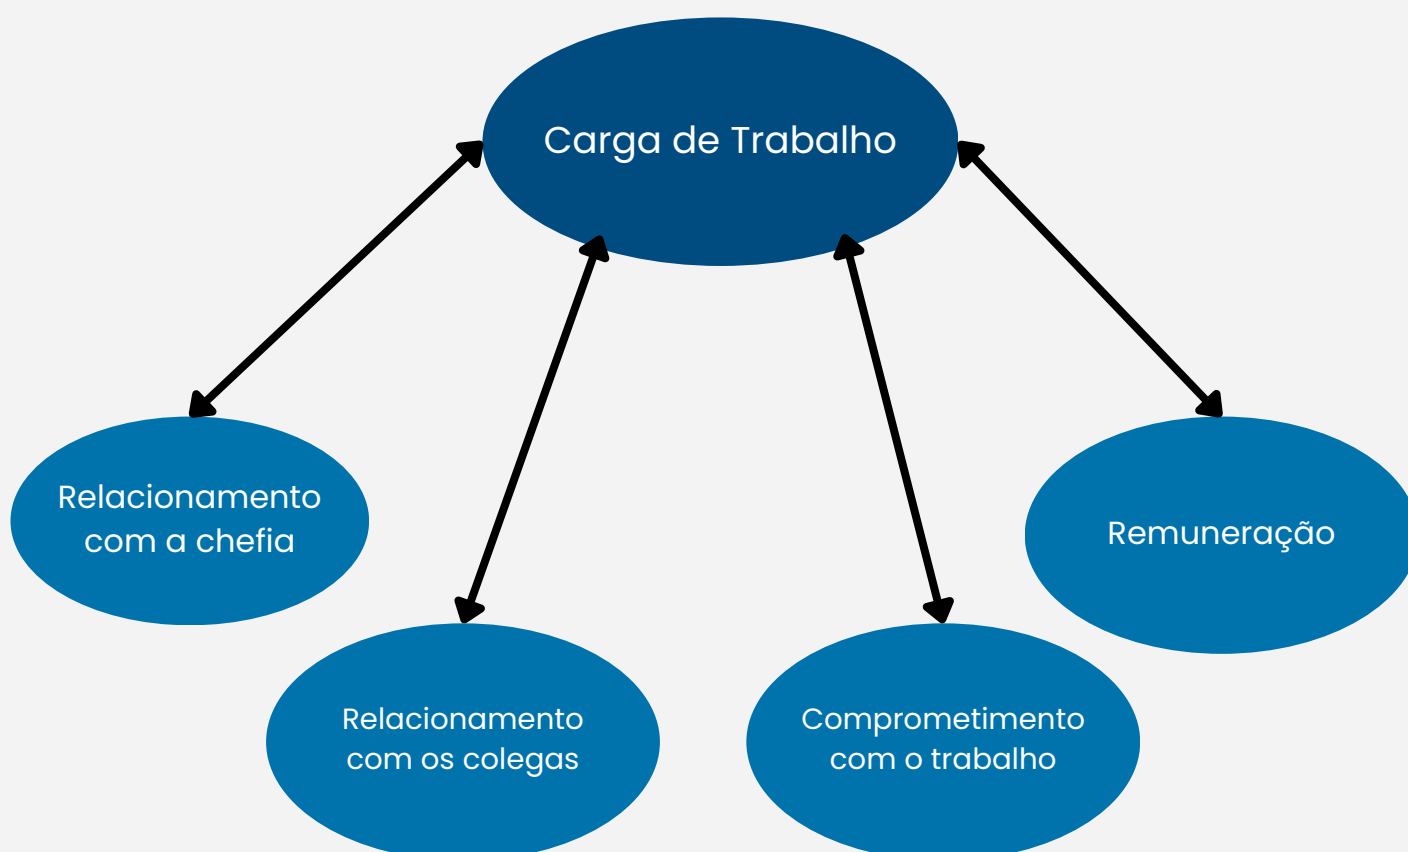 Carga de Trabalho
Relacionamento
com a chefia
Remuneração
Relacionamento
com os colegas
Comprometimento
com o trabalho